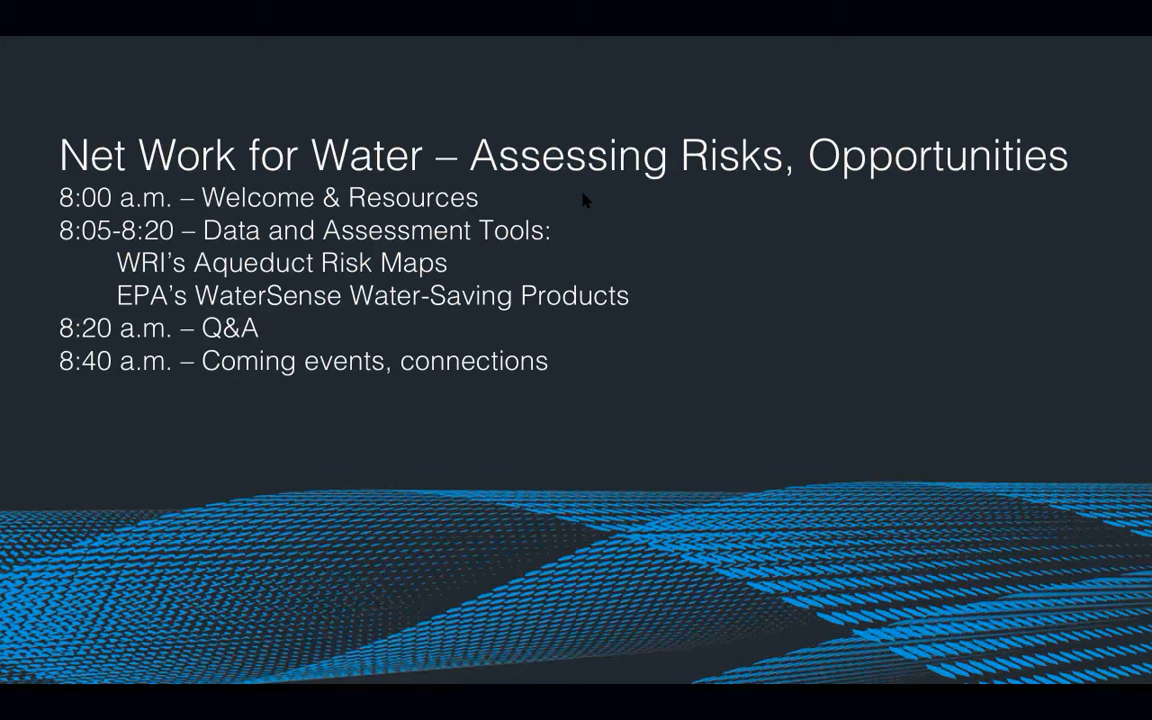 Net Work for Water – Assessing Risks, Opportunities
8:00 a.m. – Welcome & Resources
8:05-8:20 – Data and Assessment Tools:
WRI’s Aqueduct Risk Maps
EPA’s WaterSense Water-Saving Products
8:20 a.m. – Q&A
8:40 a.m. – Coming events, connections